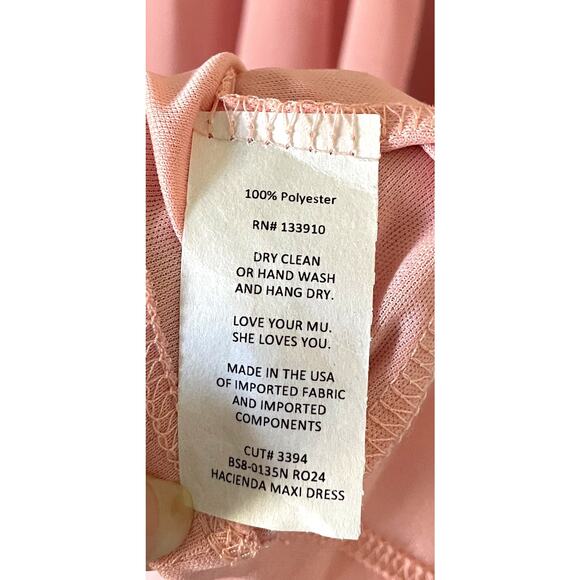 100% Polyester
RN# 133910
DRY CLEAN
OR HAND WASH
AND HANG DRY.
LOVE YOUR MU.
SHE LOVES YOU.
MADE IN THE USA
OF IMPORTED FABRIC
AND IMPORTED
COMPONENTS
CUT# 3394
BS8-0135N RO24
HACIENDA MAXI DRESS